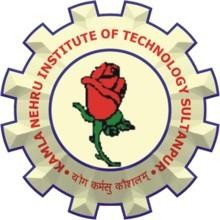 • KAMLA NEHRU INSTITUTE OF TECHNOLOGY SULTANPUR •
योगः कर्मसु कौशलम्